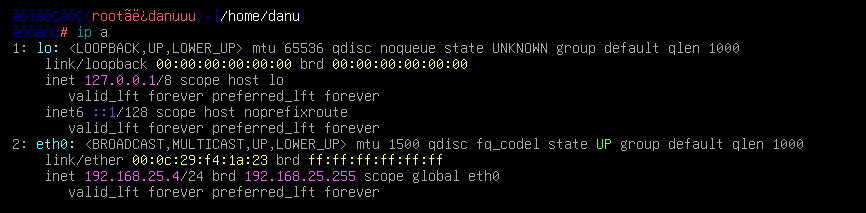 (rootãë¿danuuu)-[/home/danu]
# ip a
1: lo: <LOOPBACK,UP,LOWER_UP> mtu 65536 qdisc noqueue state UNKNOWN group default qlen 1000
link/loopback 00:00:00:00:00:00 brd 00:00:00:00:00:00
inet 127.0.0.1/8 scope host lo
valid_lft forever preferred_lft forever
inet6 ::1/128 scope host noprefixroute
valid_lft forever preferred_lft forever
2: eth0: <BROADCAST,MULTICAST,UP,LOWER_UP> mtu 1500 qdisc fq_codel state UP group default qlen 1000
link/ether 00:0c:29:f4:1a:23 brd ff:ff:ff:ff:ff:ff
inet 192.168.25.4/24 brd 192.168.25.255 scope global eth0
valid_lft forever preferred_lft forever